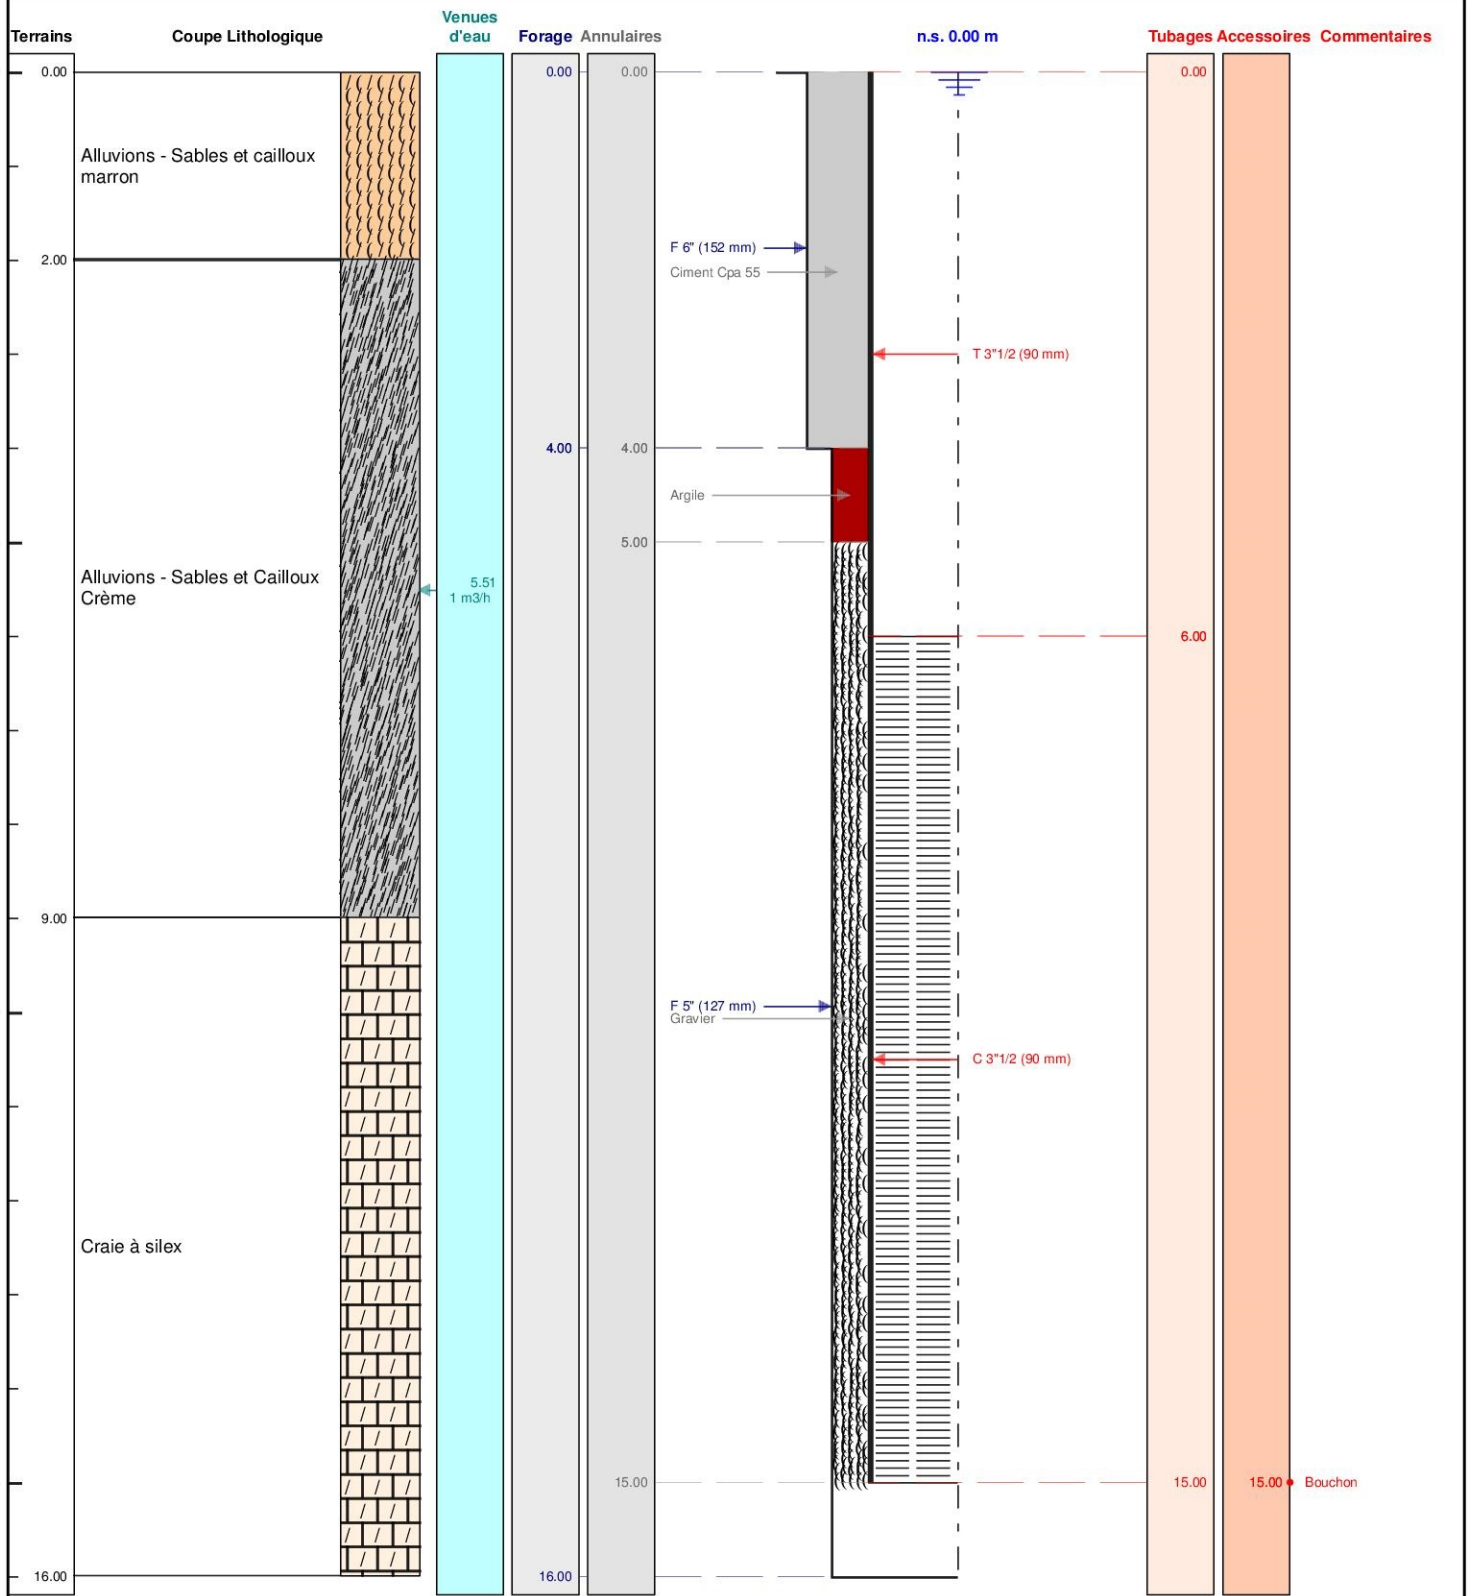 Venues
Terrains Coupe Lithologique d'eau Forage Annulaires n.s. 0.00 m Tubages Accessoires Commentaires
0.00 0.00 0.00 0.00
Alluvions - Sables et cailloux
marron
F 6" (152 mm)
2.00
Ciment Cpa 55
T 3"1/2 (90 mm)
4.00 4.00
Argile
5.00
Alluvions - Sables et Cailloux
Crème
5.51
1 m3/h
6.00
9.00
F 5" (127 mm)
Gravier
C 3"1/2 (90 mm)
Craie à silex
15.00 15.00 15.00 Bouchon
16.00 16.00